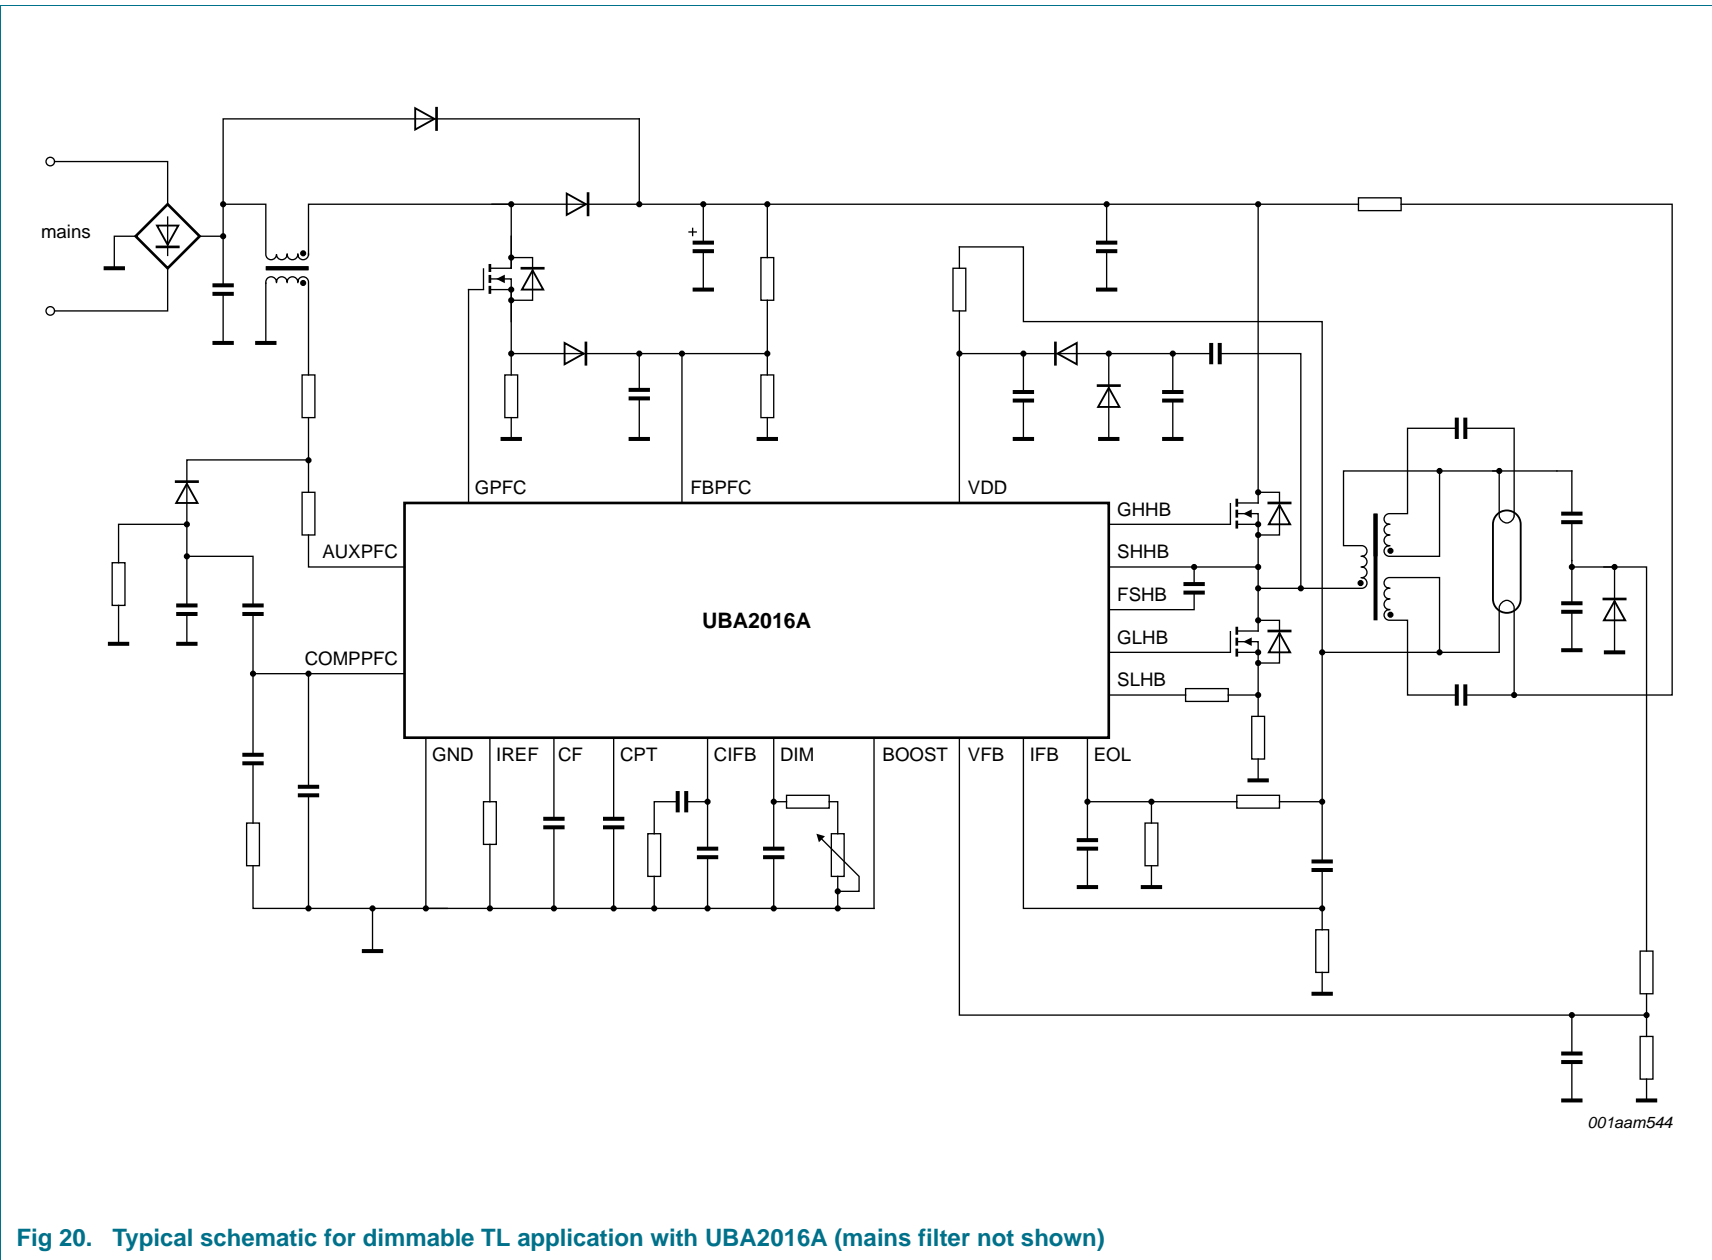 mains
+
GPFC
FBPFC
VDD
AUXPFC
GHHB
SHHB
FSHB
UBA2016A
GLHB
COMPPFC
SLHB
GND IREF CF CPT CIFB DIM BOOST VFB IFB EOL
001aam544
Fig 20. Typical schematic for dimmable TL application with UBA2016A (mains filter not shown)